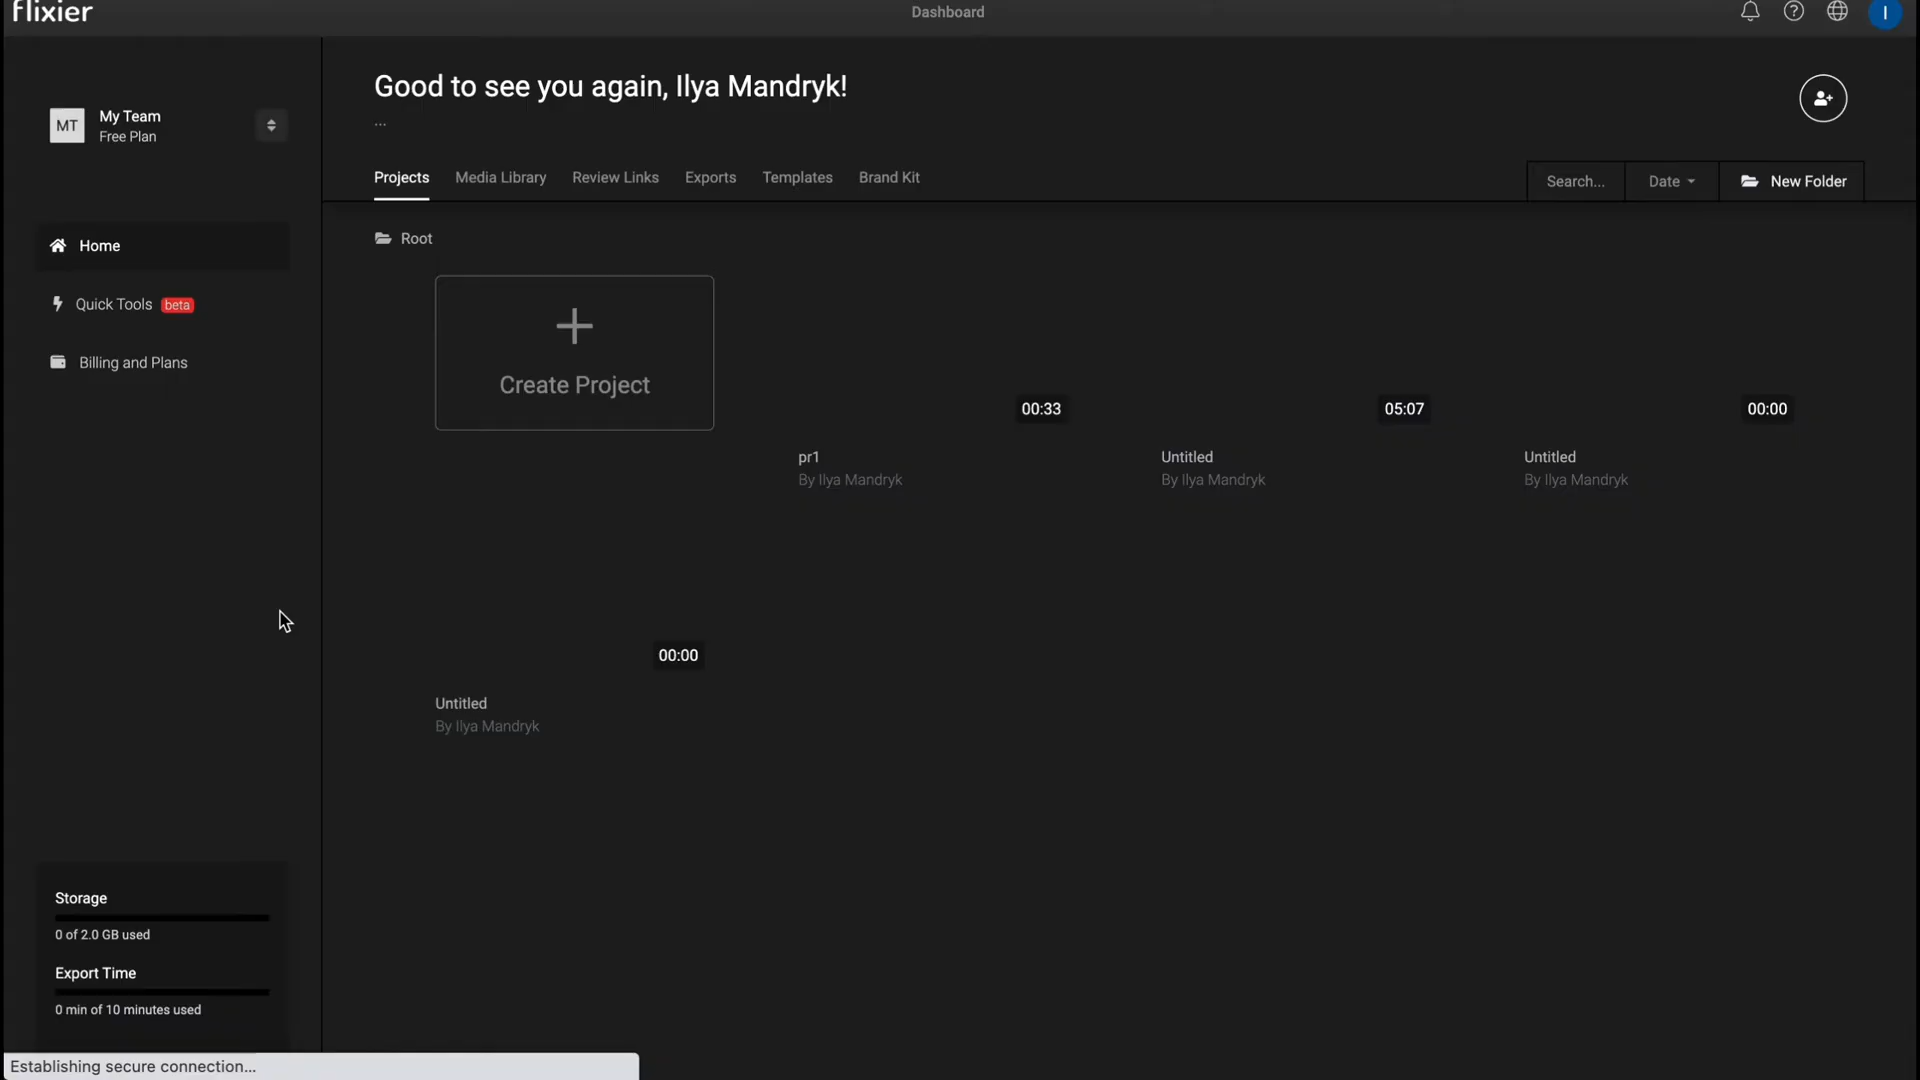 flixier
Dashboard
I
MT
My Team
Free Plan
Good to see you again, Ilya Mandryk!
...
Projects
Media Library
Review Links
Exports
Templates
Brand Kit
Search...
Date
New Folder
Home
Quick Tools beta
Billing and Plans
Root
Create Project
00:33
pr1
By Ilya Mandryk
05:07
Untitled
By Ilya Mandryk
00:00
Untitled
By Ilya Mandryk
00:00
Untitled
By Ilya Mandryk
Storage
0 of 2.0 GB used
Export Time
0 min of 10 minutes used
Establishing secure connection...